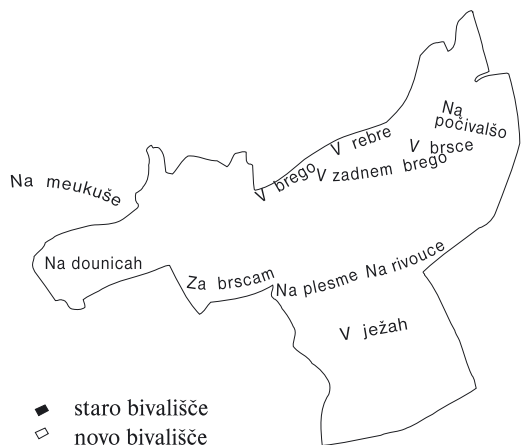 Na
počivalšo
V rebre
V brsce
V zadnem brego
V brego
Na meukuše
Na dounicah
Za brscam
Na plesme
Na rivouce
V ježah
staro bivališče
novo bivališče